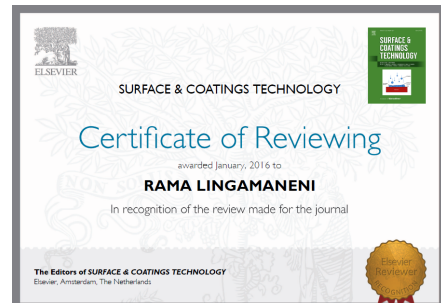 ELSEVIER
SURFACE &
COATINGS
TECHNOLOGY
SURFACE & COATINGS TECHNOLOGY
Certificate of Reviewing
awarded January, 2016 to
RAMA LINGAMANENI
In recognition of the review made for the journal
The Editors of SURFACE & COATINGS TECHNOLOGY
Elsevier, Amsterdam, The Netherlands
Elsevier
Reviewer
RECOGNITION